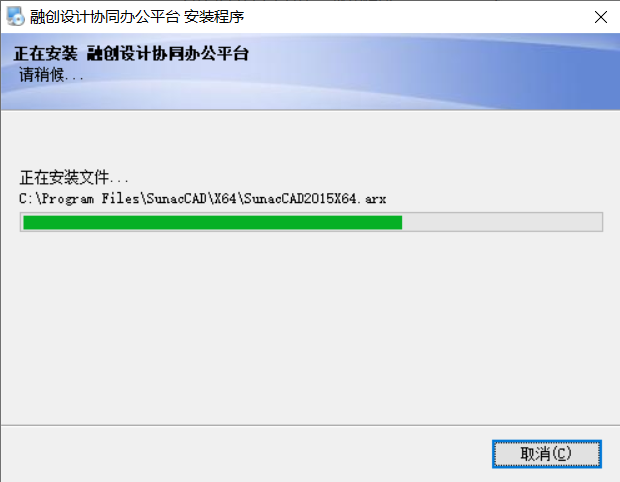 融创设计协同办公平台 安装程序
正在安装 融创设计协同办公平台
请稍候...
正在安装文件...
C:\Program Files\SunacCAD\X64\SunacCAD2015X64.arx
取消(C)